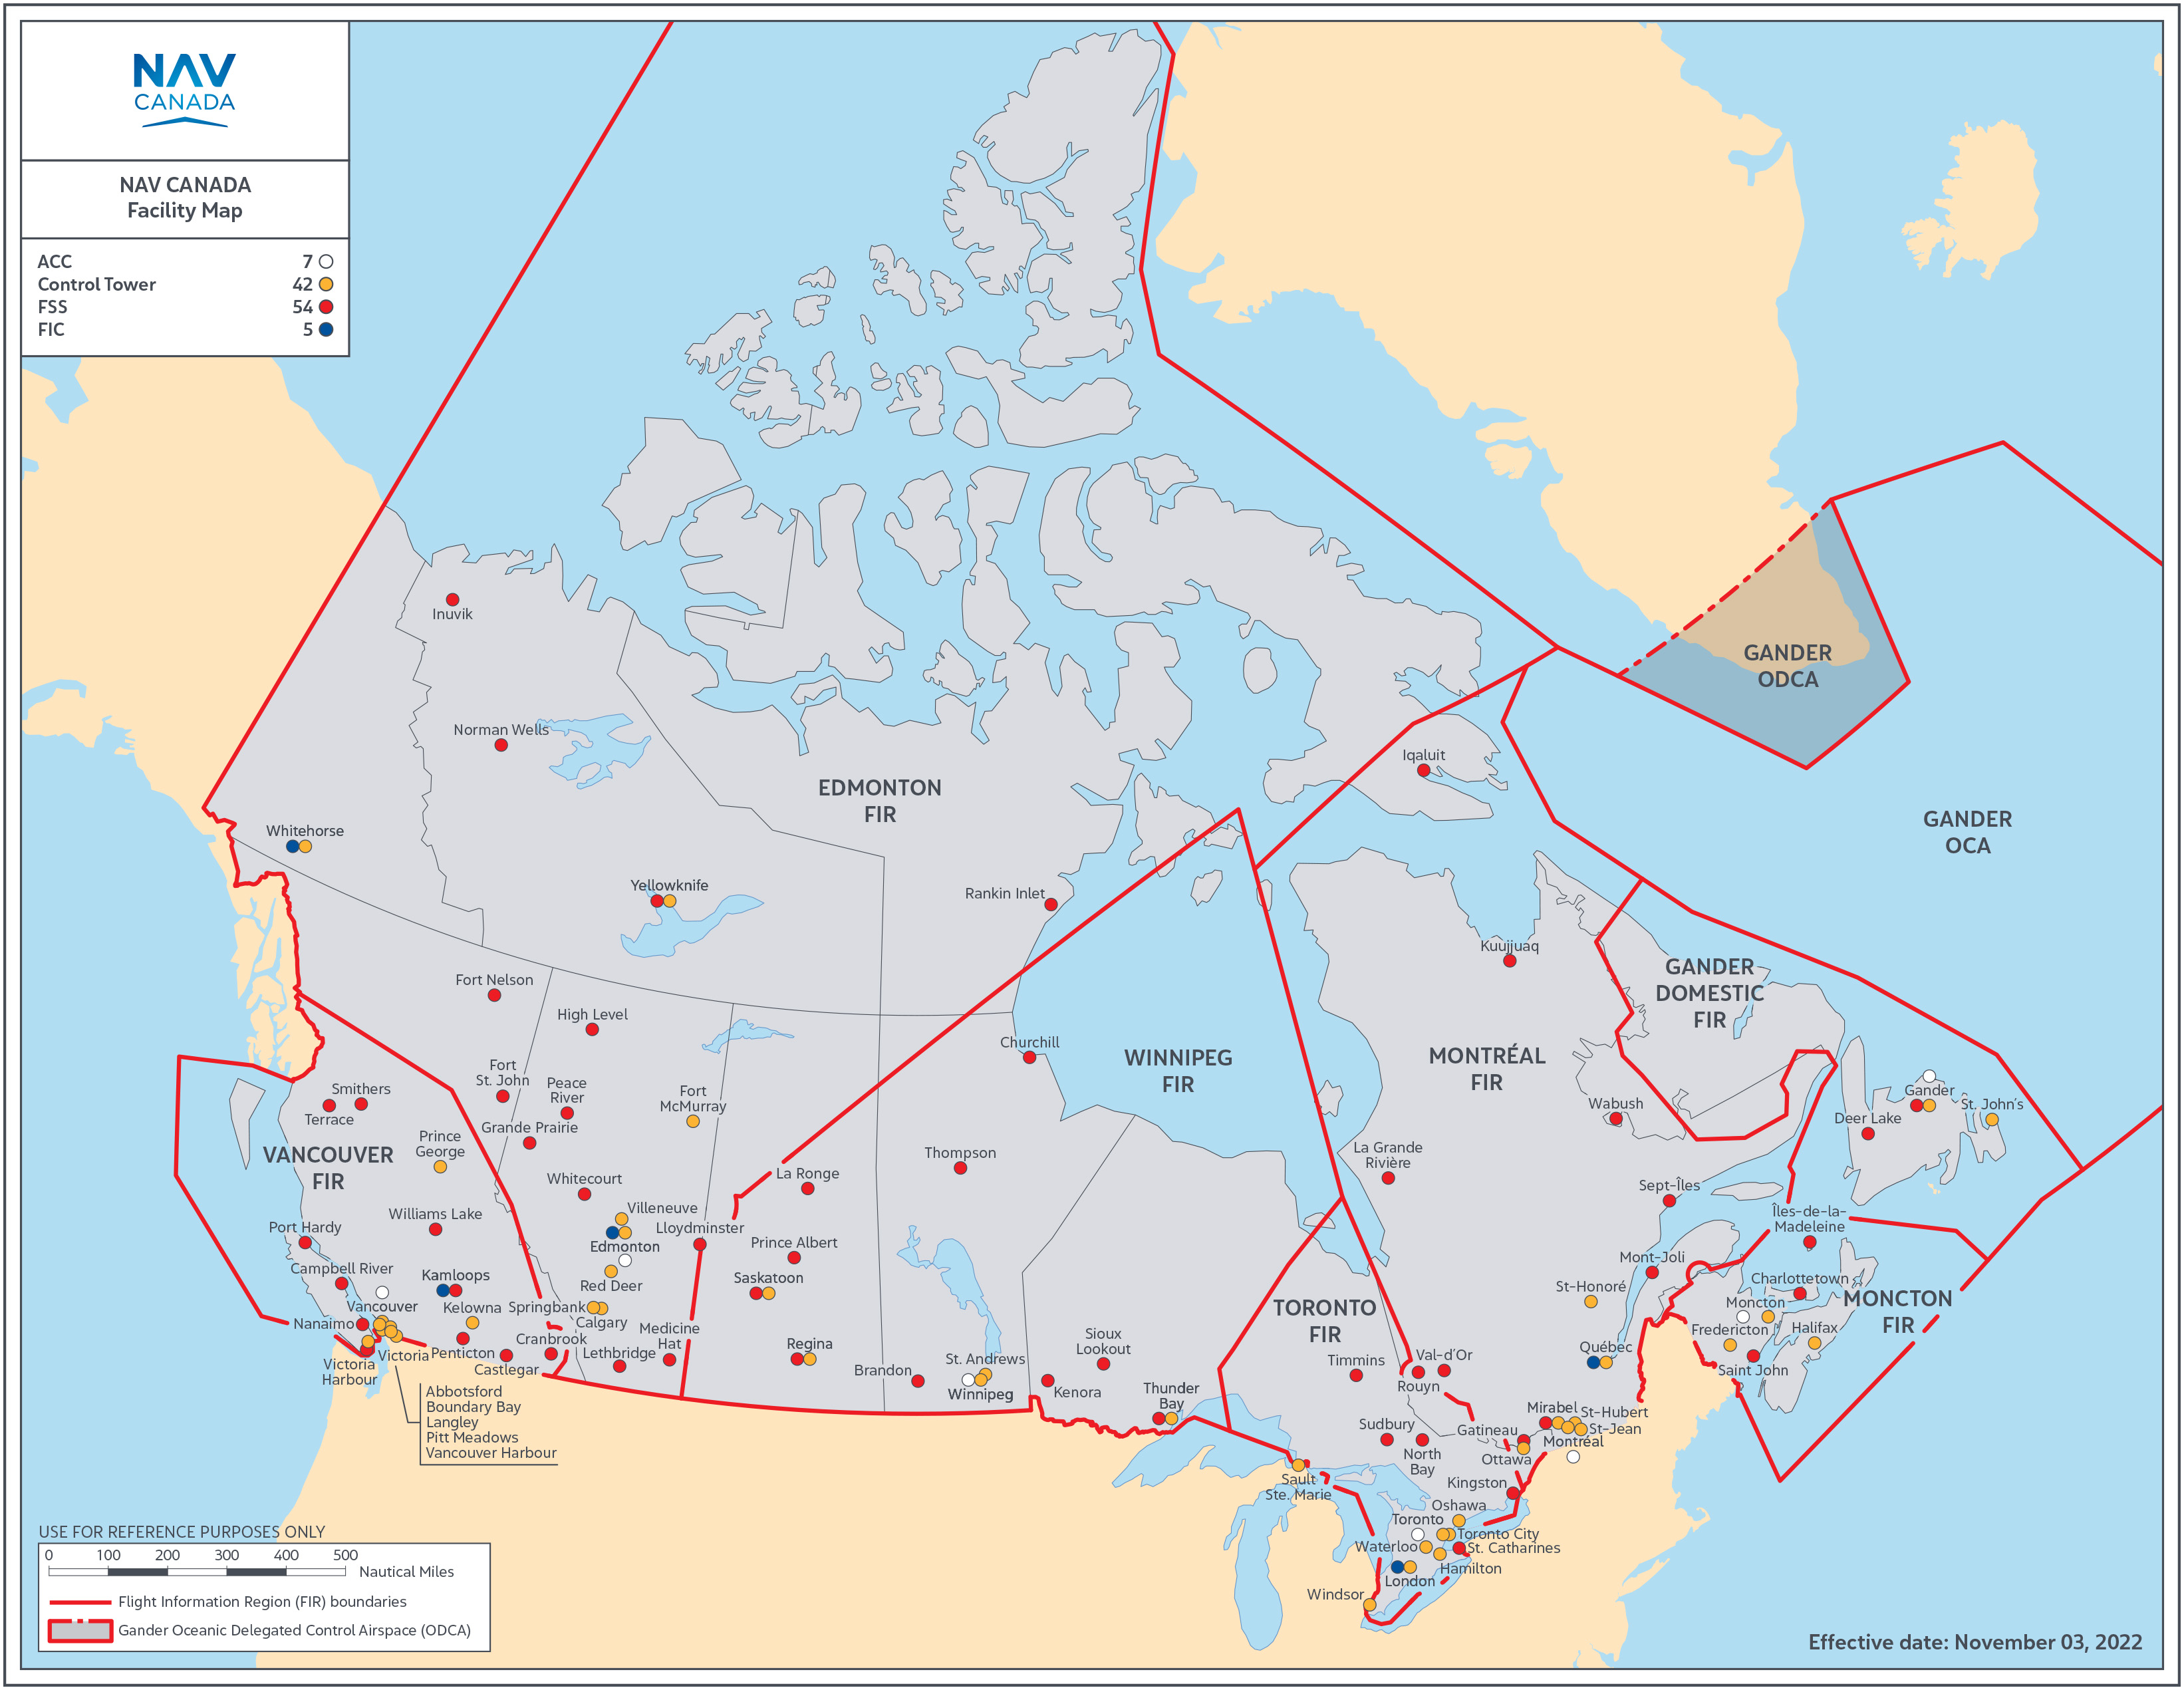 NAV
CANADA
NAV CANADA
Facility Map
ACC 7
Control Tower 42
FSS 54
FIC 5
Inuvik
Norman Wells
EDMONTON
FIR
Whitehorse
Yellowknife
Rankin Inlet
Iqaluit
GANDER
ODCA
GANDER
OCA
Fort Nelson
High Level
Churchill
WINNIPEG
FIR
Kuujjuaq
MONTRÉAL
FIR
GANDER
DOMESTIC
FIR
Smithers
Terrace
Fort
St. John
Peace
River
Fort
McMurray
Grande Prairie
Prince
George
VANCOUVER
FIR
Whitecourt
Williams Lake
Port Hardy
Villeneuve
Edmonton
Lloydminster
Red Deer
La Ronge
Prince Albert
Saskatoon
Thompson
La Grande
Rivière
Wabush
Gander
Deer Lake
St. John's
Sept-Îles
Îles-de-la-
Madeleine
Mont-Joli
St-Honoré
Charlottetown
Moncton
MONCTON
FIR
Fredericton
Halifax
Saint John
Québec
Campbell River
Kamloops
Vancouver
Kelowna
Springbank
Calgary
Nanaimo
Cranbrook
Medicine
Hat
Lethbridge
Victoria
Penticton
Castlegar
Victoria
Harbour
Regina
Brandon
St. Andrews
Winnipeg
Sioux
Lookout
Kenora
Thunder
Bay
TORONTO
FIR
Timmins
Val-d'Or
Rouyn
Abbotsford
Boundary Bay
Langley
Pitt Meadows
Vancouver Harbour
Mirabel
St-Hubert
St-Jean
Montréal
Gatineau
Ottawa
Sudbury
North
Bay
Sault
Ste. Marie
Kingston
Oshawa
Toronto
Toronto City
Waterloo
St. Catharines
Hamilton
London
Windsor
USE FOR REFERENCE PURPOSES ONLY
0 100 200 300 400 500
Nautical Miles
Flight Information Region (FIR) boundaries
Gander Oceanic Delegated Control Airspace (ODCA)
Effective date: November 03, 2022